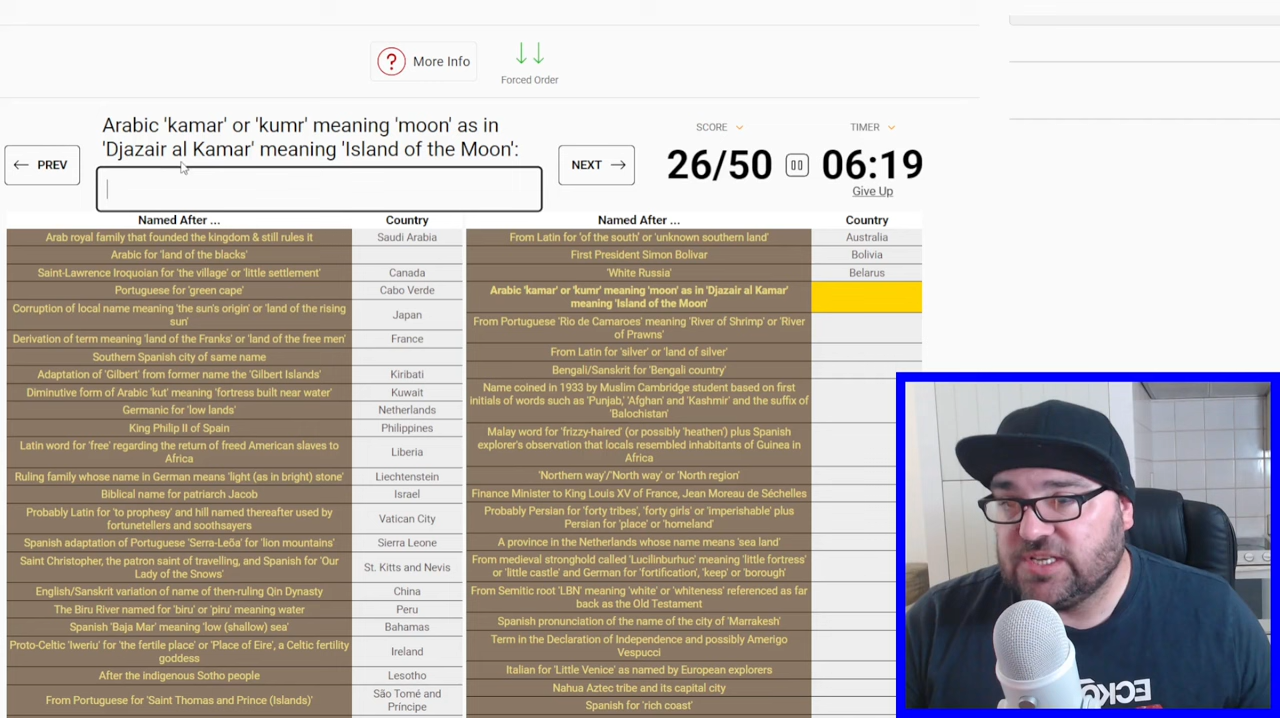 ? More Info
Forced Order
Arabic 'kamar' or 'kumr' meaning 'moon' as in
'Djazair al Kamar' meaning 'Island of the Moon':
← PREV
NEXT →
SCORE
26/50
TIMER
06:19
Give Up
Named After ... Country
Arab royal family that founded the kingdom & still rules it Saudi Arabia
Arabic for 'land of the blacks'
Saint-Lawrence Iroquoian for 'the village' or 'little settlement' Canada
Portuguese for 'green cape' Cabo Verde
Corruption of local name meaning 'the sun's origin' or 'land of the rising
sun' Japan
Derivation of term meaning 'land of the Franks' or 'land of the free men' France
Southern Spanish city of same name
Adaptation of 'Gilbert' from former name the 'Gilbert Islands' Kiribati
Diminutive form of Arabic 'kut' meaning 'fortress built near water' Kuwait
Germanic for 'low lands' Netherlands
King Philip II of Spain Philippines
Latin word for 'free' regarding the return of freed American slaves to
Africa Liberia
Ruling family whose name in German means 'light (as in bright) stone' Liechtenstein
Biblical name for patriarch Jacob Israel
Probably Latin for 'to prophesy' and hill named thereafter used by
fortunetellers and soothsayers Vatican City
Spanish adaptation of Portuguese 'Serra-Leõa' for 'lion mountains' Sierra Leone
Saint Christopher, the patron saint of travelling, and Spanish for 'Our
Lady of the Snows' St. Kitts and Nevis
English/Sanskrit variation of name of then-ruling Qin Dynasty China
The Biru River named for 'biru' or 'piru' meaning water Peru
Spanish 'Baja Mar' meaning 'low (shallow) sea' Bahamas
Proto-Celtic 'Iweriu' for 'the fertile place' or 'Place of Eire', a Celtic fertility
goddess Ireland
After the indigenous Sotho people Lesotho
From Portuguese for 'Saint Thomas and Prince (Islands)' São Tomé and
Príncipe
Named After ... Country
From Latin for 'of the south' or 'unknown southern land' Australia
First President Simon Bolivar Bolivia
'White Russia' Belarus
Arabic 'kamar' or 'kumr' meaning 'moon' as in 'Djazair al Kamar'
meaning 'Island of the Moon'
From Portuguese 'Rio de Camaroes' meaning 'River of Shrimp' or 'River
of Prawns'
From Latin for 'silver' or 'land of silver'
Bengali/Sanskrit for 'Bengali country'
Name coined in 1933 by Muslim Cambridge student based on first
initials of words such as 'Punjab,' 'Afghan' and 'Kashmir' and the suffix of
'Balochistan'
Malay word for 'frizzy-haired' (or possibly 'heathen') plus Spanish
explorer's observation that locals resembled inhabitants of Guinea in
Africa
'Northern way'/'North way' or 'North region'
Finance Minister to King Louis XV of France, Jean Moreau de Séchelles
Probably Persian for 'forty tribes', 'forty girls' or 'imperishable' plus
Persian for 'place' or 'homeland'
A province in the Netherlands whose name means 'sea land'
From medieval stronghold called 'Lucilinburhuc' meaning 'little fortress'
or 'little castle' and German for 'fortification', 'keep' or 'borough'
From Semitic root 'LBN' meaning 'white' or 'whiteness' referenced as far
back as the Old Testament
Spanish pronunciation of the name of the city of 'Marrakesh'
Term in the Declaration of Independence and possibly Amerigo
Vespucci
Italian for 'Little Venice' as named by European explorers
Nahua Aztec tribe and its capital city
Spanish for 'rich coast'